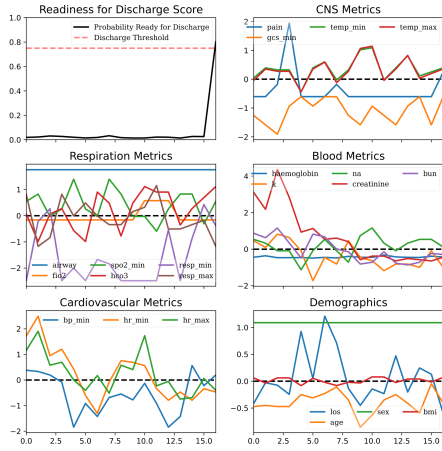 Readiness for Discharge Score
Probability Ready for Discharge
Discharge Threshold
1.0
0.8
0.6
0.4
0.2
0.0
CNS Metrics
pain temp_min temp_max
gcs_min
2
1
0
−1
−2
Respiration Metrics
1
0
−1
−2
airway spo2_min resp_min
fio2 hco3 resp_max
Blood Metrics
haemoglobin na bun
k creatinine
4
2
0
−2
Cardiovascular Metrics
bp_min hr_min hr_max
2
1
0
−1
−2
0.0 2.5 5.0 7.5 10.0 12.5 15.0
Demographics
1.0
0.5
0.0
−0.5
los sex bmi
age
0.0 2.5 5.0 7.5 10.0 12.5 15.0